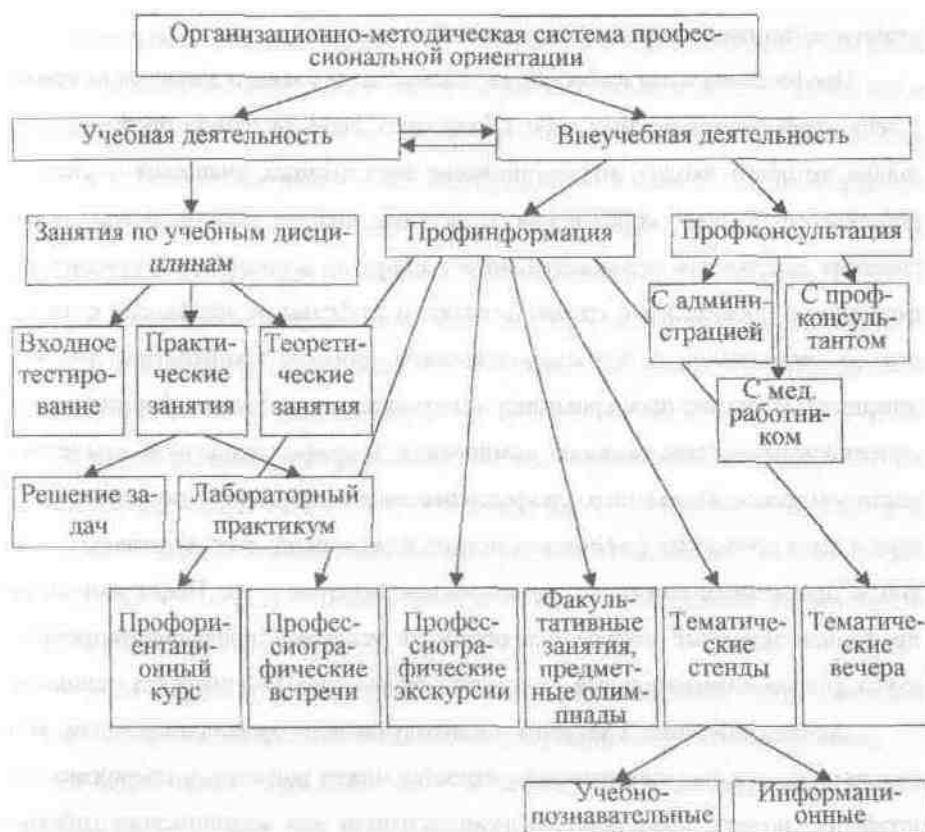 Организационно-методическая система профес-
сиональной ориентации
Учебная деятельность
Внеучебная деятельность
Занятия по учебным дисци-
плинам
Профинформация
Профконсультация
С админи-
страцией
С проф-
консуль-
тантом
С мед.
работни-
ком
Входное
тестиро-
вание
Практи-
ческие
занятия
Теорети-
ческие
занятия
Решение за-
дач
Лабораторный
практикум
Профори-
ентаци-
онный
курс
Профес-
сиогра-
фические
встречи
Профес-
сиогра-
фические
экскурсии
Факуль-
тативные
занятия,
предмет-
ные олим-
пиады
Тематиче-
ские
стенды
Тематиче-
ские
вечера
Учебно-
познавательные
Информаци-
онные